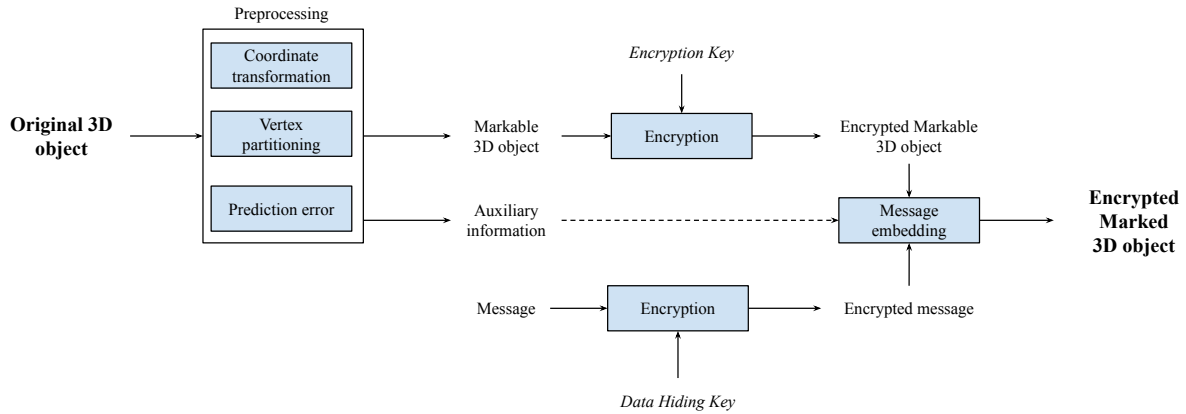 Preprocessing
Coordinate
transformation
Vertex
partitioning
Prediction error
Original 3D
object
Markable
3D object
Auxiliary
information
Encryption Key
Encryption
Encrypted Markable
3D object
Message
embedding
Encrypted
Marked
3D object
Message
Encryption
Encrypted message
Data Hiding Key